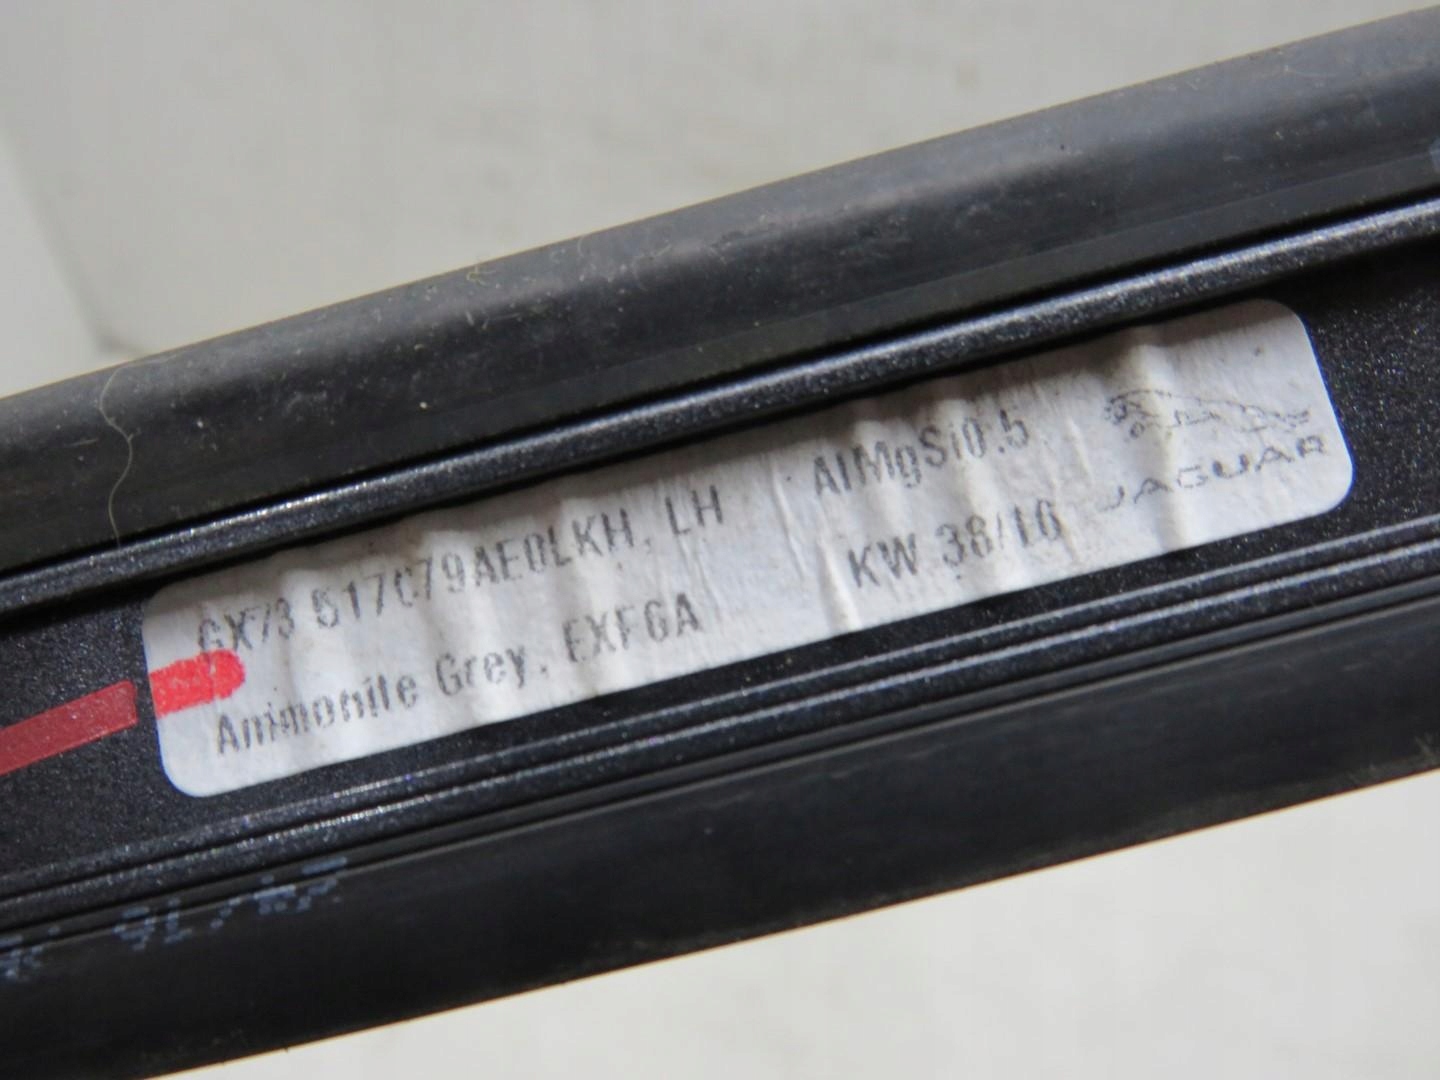 GX73 517C79AE0LKH, LH
AlMgSi0.5
JAGUAR
Ammonite Grey, EXFGA
KW 38/16